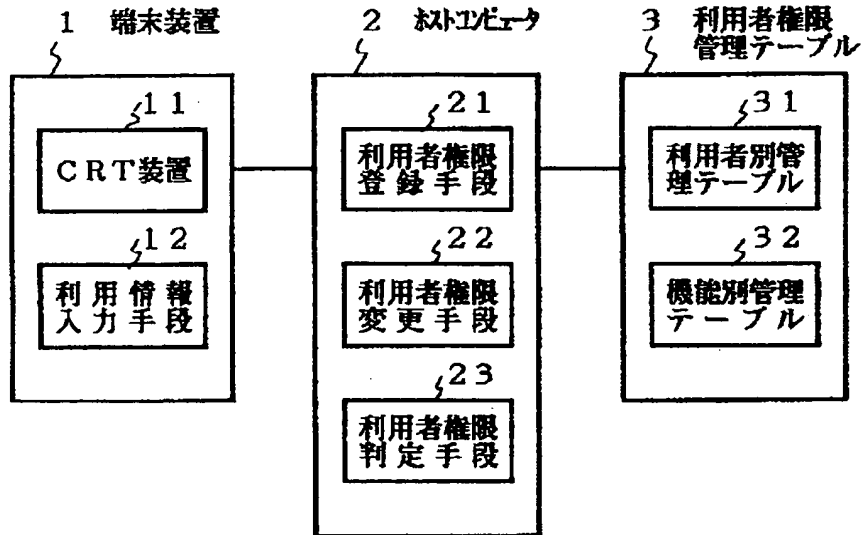 1 端末装置
11
CRT装置
12
利用情報
入力手段
2 ホストコンピュータ
21
利用者権限
登録手段
22
利用者権限
変更手段
23
利用者権限
判定手段
3 利用者権限
管理テーブル
31
利用者別管
理テーブル
32
機能別管理
テーブル